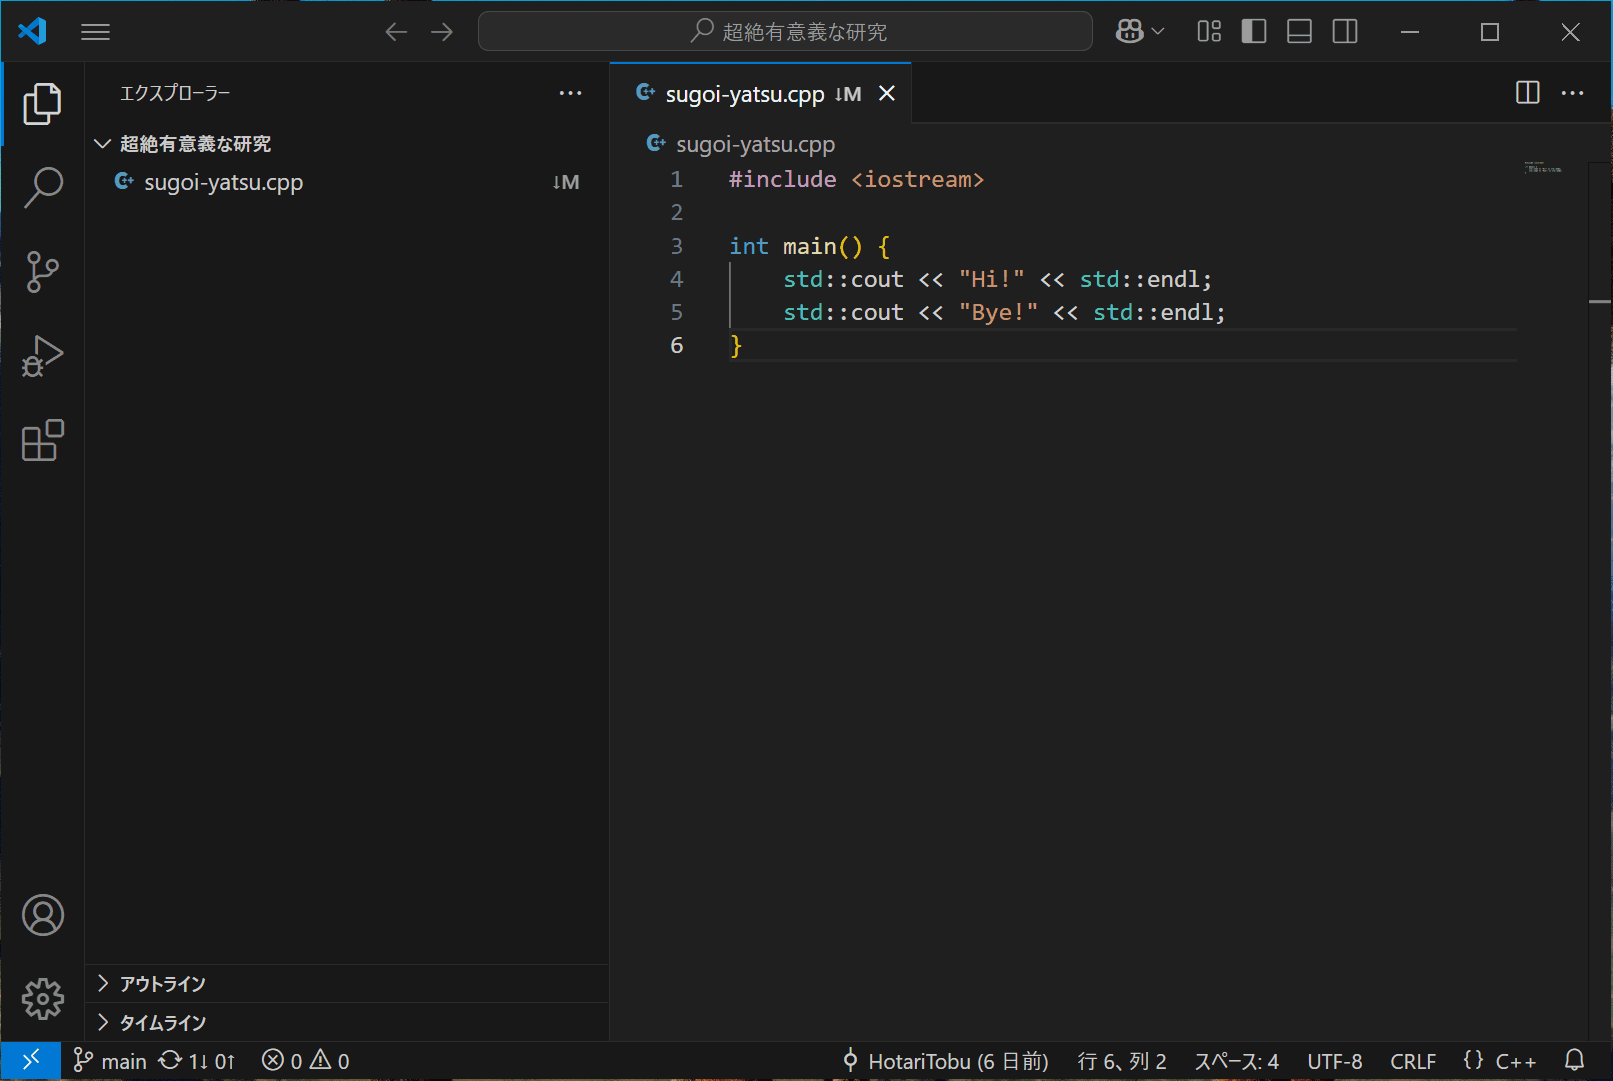 超絶有意義な研究
エクスプローラー
超絶有意義な研究
sugoi-yatsu.cpp ↓M
sugoi-yatsu.cpp ↓M
sugoi-yatsu.cpp
1 #include <iostream>
2
3 int main() {
4     std::cout << "Hi!" << std::endl;
5     std::cout << "Bye!" << std::endl;
6 }
アウトライン
タイムライン
main 1↓ 0↑ 0 0 HotariTobu (6 日前) 行 6、列 2 スペース: 4 UTF-8 CRLF {} C++